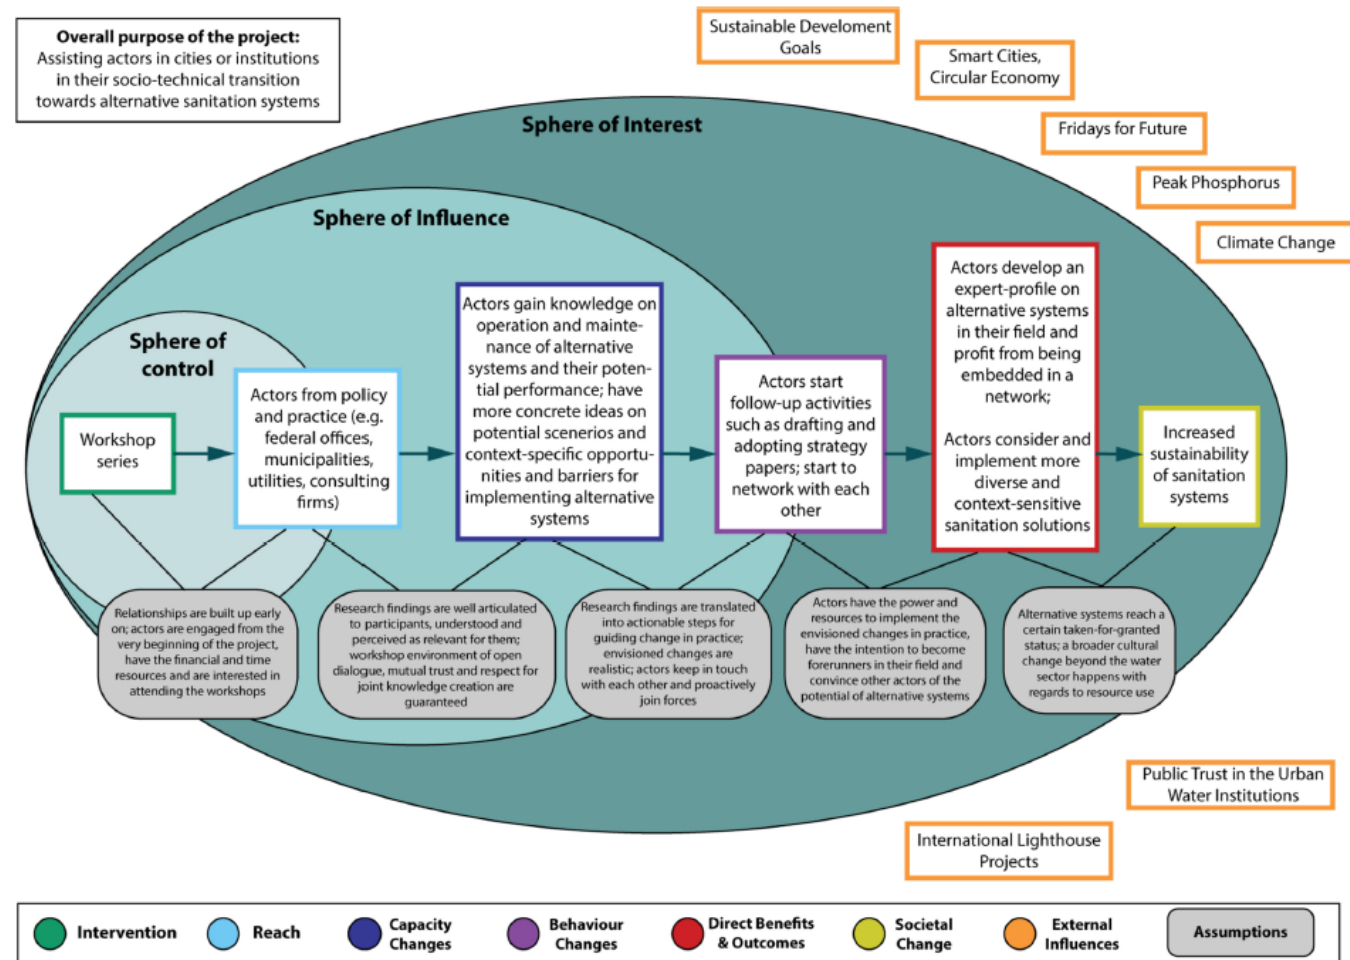 Overall purpose of the project:
Assisting actors in cities or institutions
in their socio-technical transition
towards alternative sanitation systems
Sustainable Develoment
Goals
Smart Cities,
Circular Economy
Fridays for Future
Peak Phosphorus
Climate Change
Sphere of Interest
Sphere of Influence
Sphere of
control
Workshop
series
Actors from policy
and practice (e.g.
federal offices,
municipalities,
utilities, consulting
firms)
Actors gain knowledge on
operation and mainte-
nance of alternative
systems and their poten-
tial performance; have
more concrete ideas on
potential scenerios and
context-specific opportu-
nities and barriers for
implementing alternative
systems
Actors start
follow-up activities
such as drafting and
adopting strategy
papers; start to
network with each
other
Actors develop an
expert-profile on
alternative systems
in their field and
profit from being
embedded in a
network;
Actors consider and
implement more
diverse and
context-sensitive
sanitation solutions
Increased
sustainability
of sanitation
systems
Relationships are built up early
on; actors are engaged from the
very beginning of the project,
have the financial and time
resources and are interested in
attending the workshops
Research findings are well articulated
to participants, understood and
perceived as relevant for them;
workshop environment of open
dialogue, mutual trust and respect for
joint knowledge creation are
guaranteed
Research findings are translated
into actionable steps for
guiding change in practice;
envisioned changes are
realistic; actors keep in touch
with each other and proactively
join forces
Actors have the power and
resources to implement the
envisioned changes in practice,
have the intention to become
forerunners in their field and
convince other actors of the
potential of alternative systems
Alternative systems reach a
certain taken-for-granted
status; a broader cultural
change beyond the water
sector happens with
regards to resource use
Public Trust in the Urban
Water Institutions
International Lighthouse
Projects
Intervention
Reach
Capacity
Changes
Behaviour
Changes
Direct Benefits
& Outcomes
Societal
Change
External
Influences
Assumptions